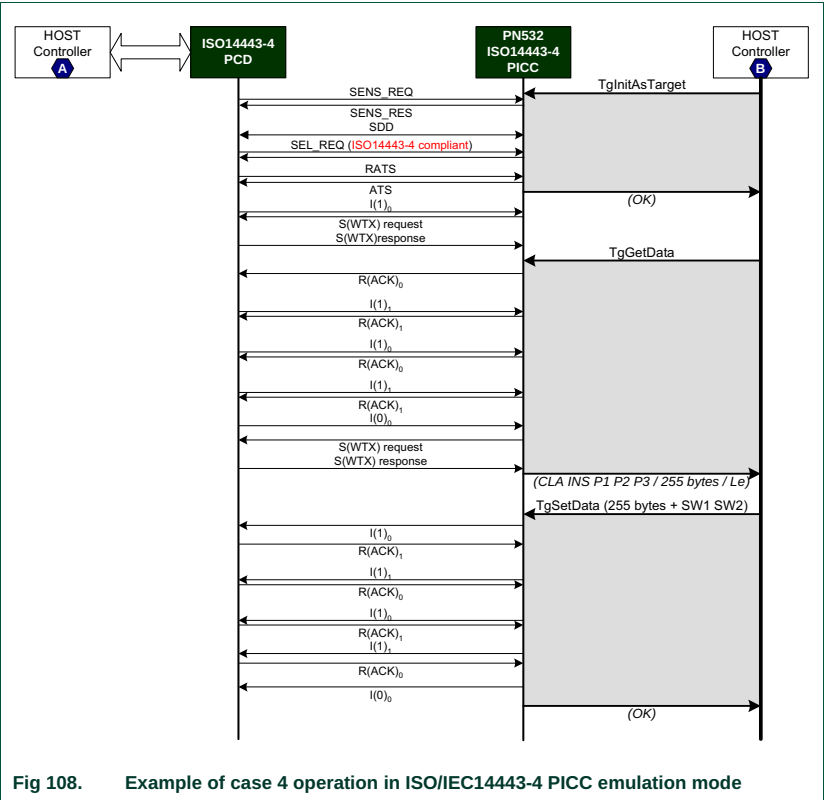 HOST
Controller
A
ISO14443-4
PCD
PN532
ISO14443-4
PICC
HOST
Controller
B
SENS_REQ
TgInitAsTarget
SENS_RES
SDD
SEL_REQ (ISO14443-4 compliant)
RATS
ATS
(OK)
I(1)0
S(WTX) request
S(WTX)response
TgGetData
R(ACK)0
I(1)1
R(ACK)1
I(1)0
R(ACK)0
I(1)1
R(ACK)1
I(0)0
S(WTX) request
S(WTX) response
(CLA INS P1 P2 P3 / 255 bytes / Le)
TgSetData (255 bytes + SW1 SW2)
I(1)0
R(ACK)1
I(1)1
R(ACK)0
I(1)0
R(ACK)1
I(1)1
R(ACK)0
I(0)0
(OK)
Fig 108. Example of case 4 operation in ISO/IEC14443-4 PICC emulation mode